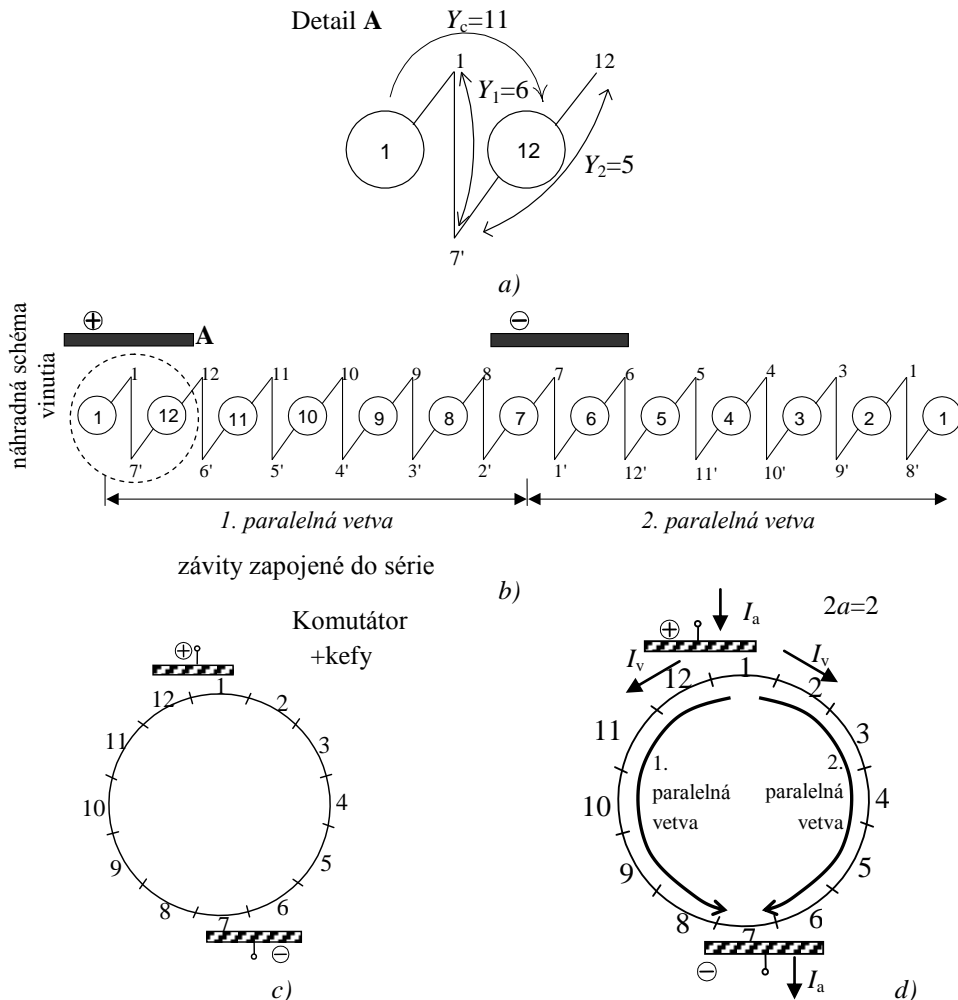 Detail A
Yc=11
1
12
Y1=6
1
12
Y2=5
7'
a)
náhradná schéma
vinutia
+
A
−
1 12 11 10 9 8 7 6 5 4 3 1
1 12 11 10 9 8 7 6 5 4 3 2 1
7' 6' 5' 4' 3' 2' 1' 12' 11' 10' 9' 8'
1. paralelná vetva
2. paralelná vetva
závity zapojené do série
b)
Komutátor
+kefy
+
1
2
3
4
5
6
7
8
9
10
11
12
−
c)
Ia
2a=2
+
Iv
Iv
1
2
3
4
5
6
7
8
9
10
11
12
1.
paralelná
vetva
2.
paralelná
vetva
−
Ia
d)